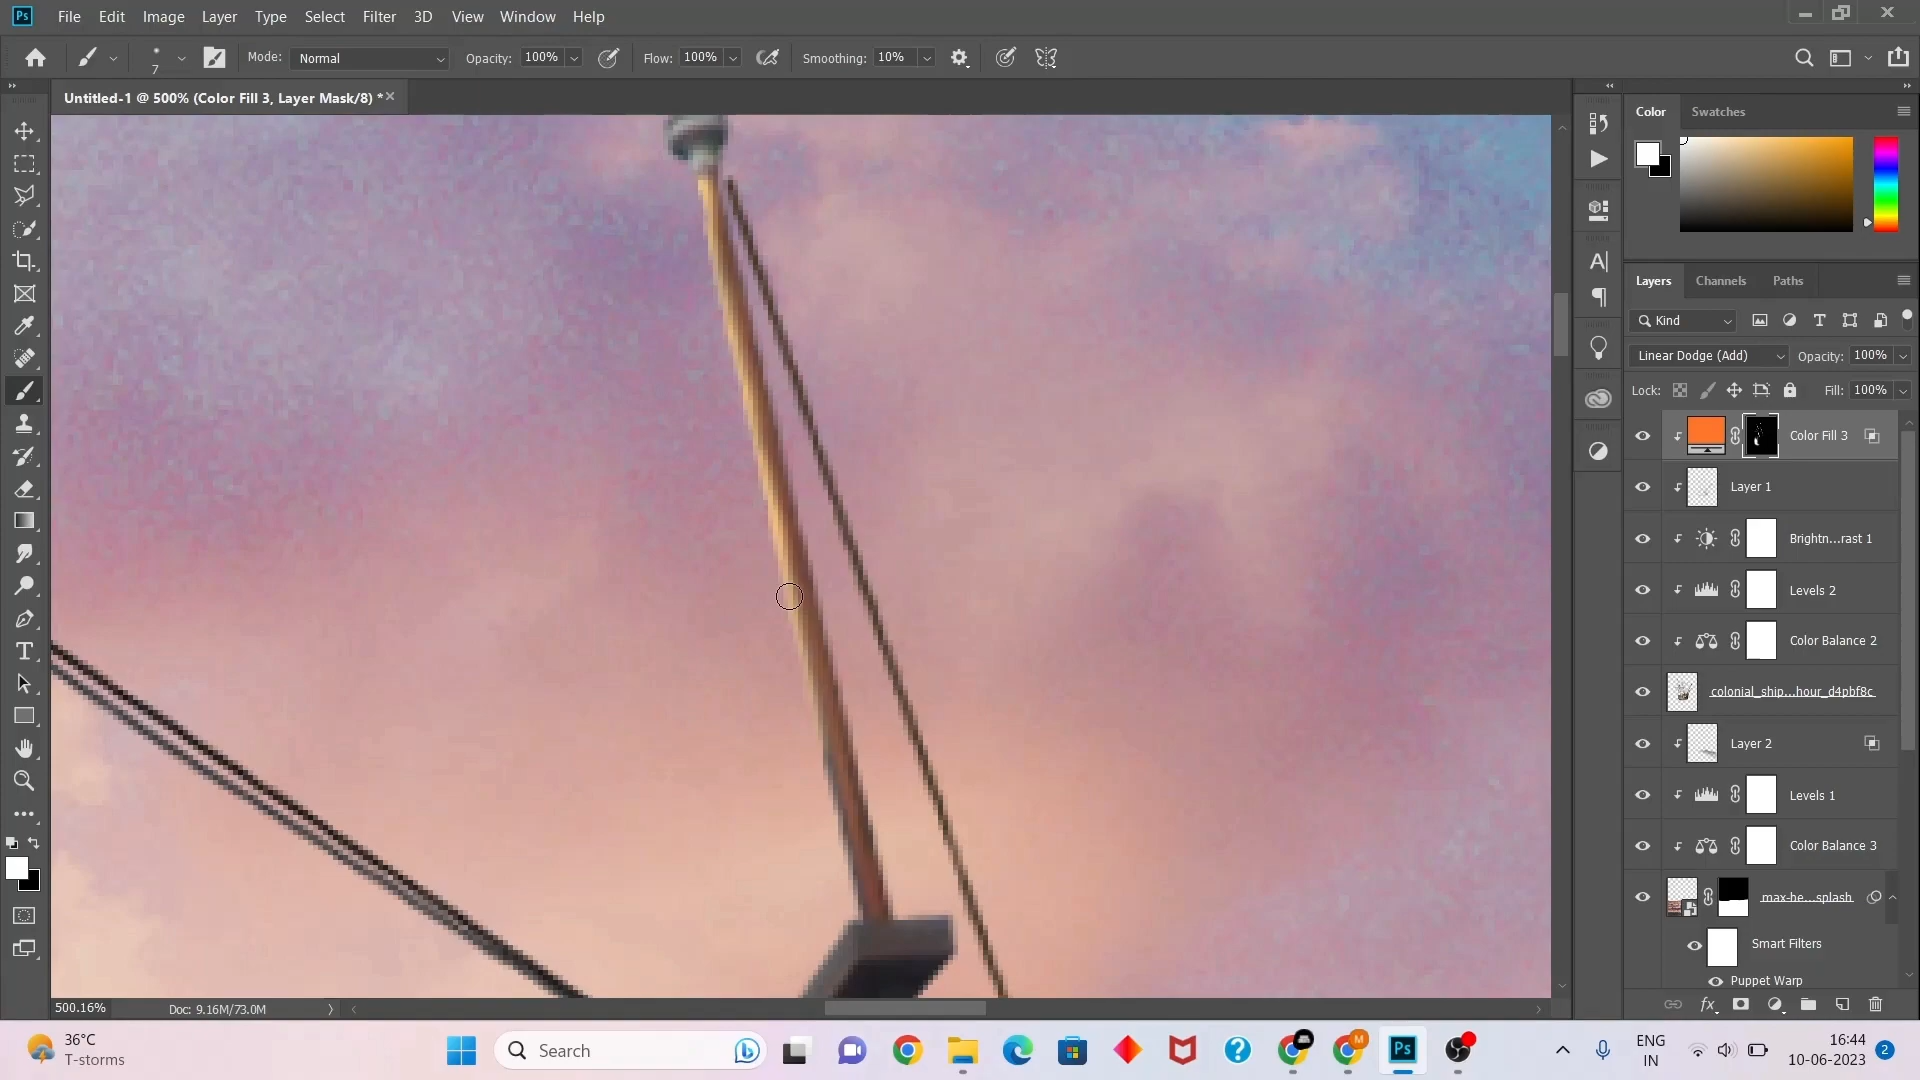 Ps File Edit Image Layer Type Select Filter 3D View Window Help
7 Mode: Normal Opacity: 100% Flow: 100% Smoothing: 10%
Untitled-1 @ 500% (Color Fill 3, Layer Mask/8) *
Color Swatches
Layers Channels Paths
Kind
Linear Dodge (Add) Opacity: 100%
Lock: Fill: 100%
Color Fill 3
Layer 1
Brightn...rast 1
Levels 2
Color Balance 2
colonial_ship...hour_d4pbf8c
Layer 2
Levels 1
Color Balance 3
max-be...splash
Smart Filters
Puppet Warp
500.16% Doc: 9.16M/73.0M
36°C
T-storms
Search
M
Ps
ENG
IN
16:44
10-06-2023
2